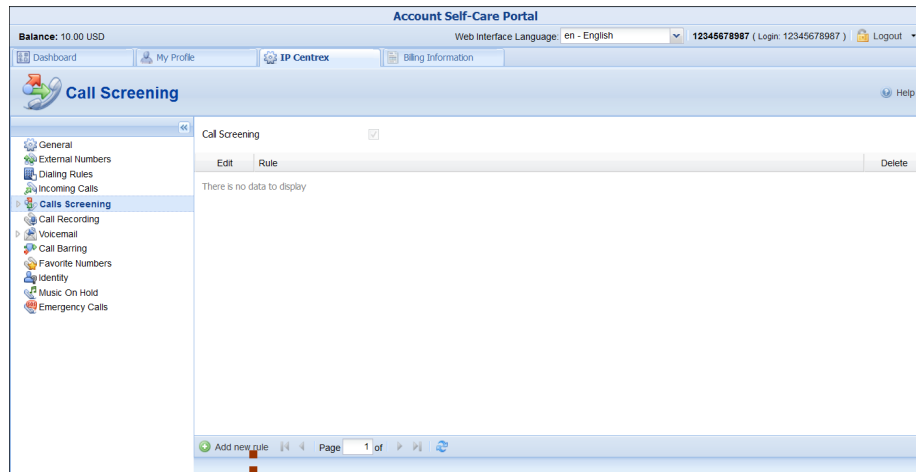 Account Self-Care Portal
Balance: 10.00 USD Web Interface Language: en - English 12345678987 ( Login: 12345678987 ) Logout
Dashboard My Profile IP Centrex Billing Information
Call Screening Help
General
External Numbers
Dialing Rules
Incoming Calls
Calls Screening
Call Recording
Voicemail
Call Barring
Favorite Numbers
Identity
Music On Hold
Emergency Calls
Call Screening
Edit Rule Delete
There is no data to display
Add new rule Page 1 of